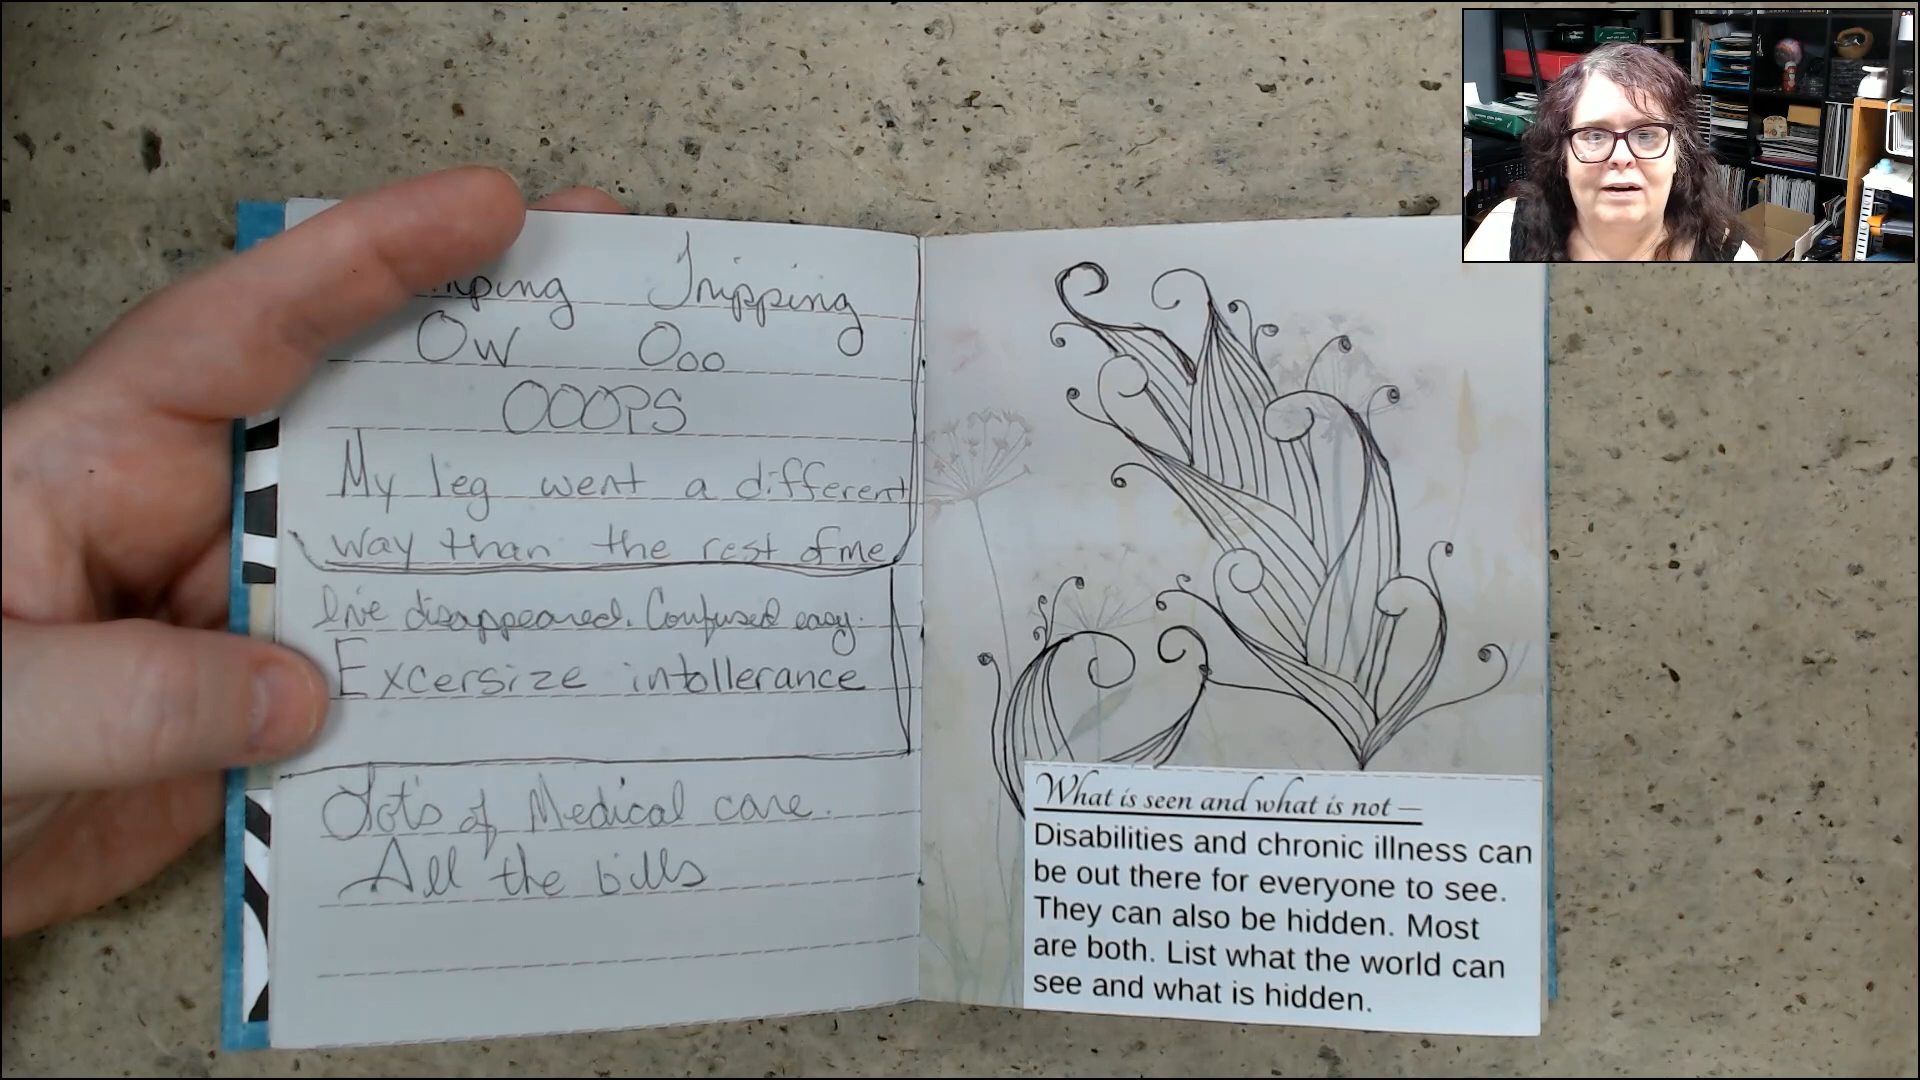 Tripping
Ow Ooo
OOOPS
My leg went a different
way than the rest of me
I've disappeared. Confused easy.
Excersize intollerance
Lots of Medical care.
All the bills
What is seen and what is not —
Disabilities and chronic illness can
be out there for everyone to see.
They can also be hidden. Most
are both. List what the world can
see and what is hidden.